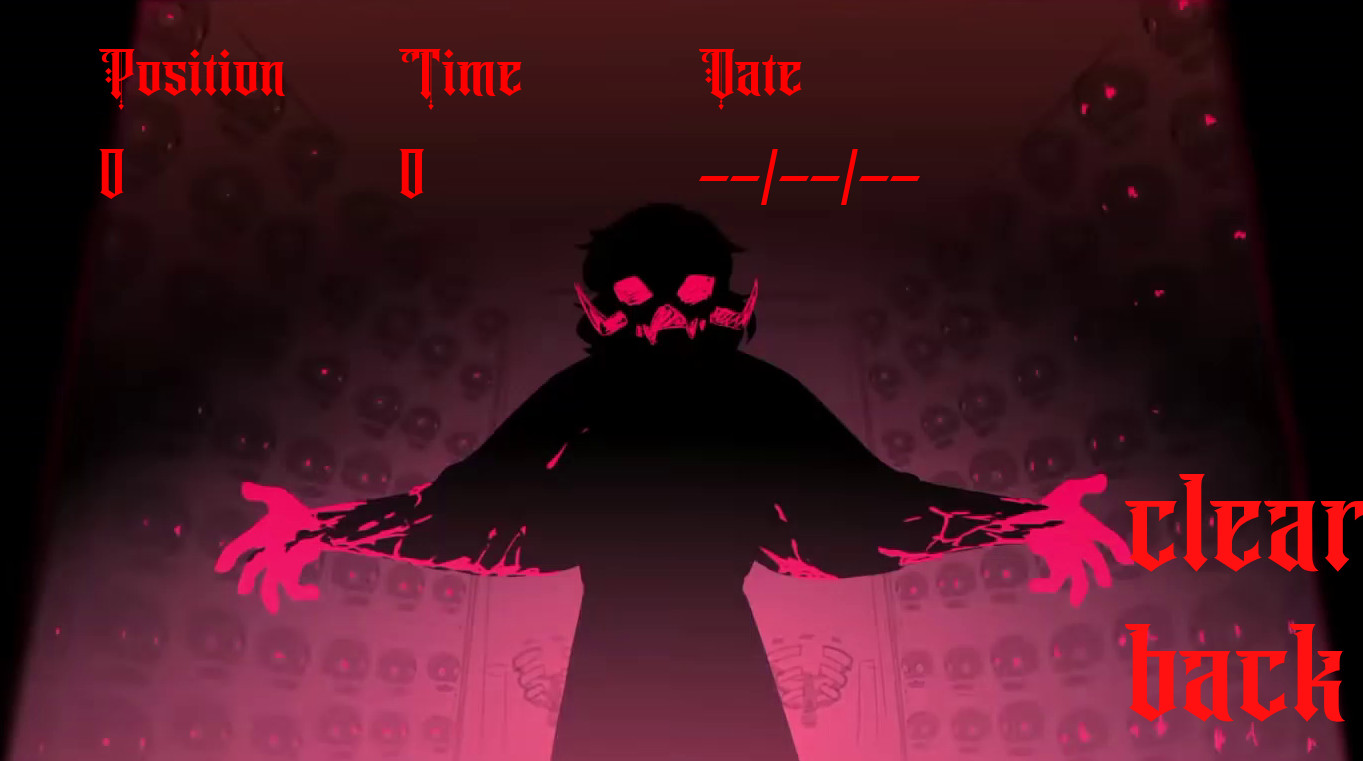 Position Time Date
0 0 --/--/--
clear
back